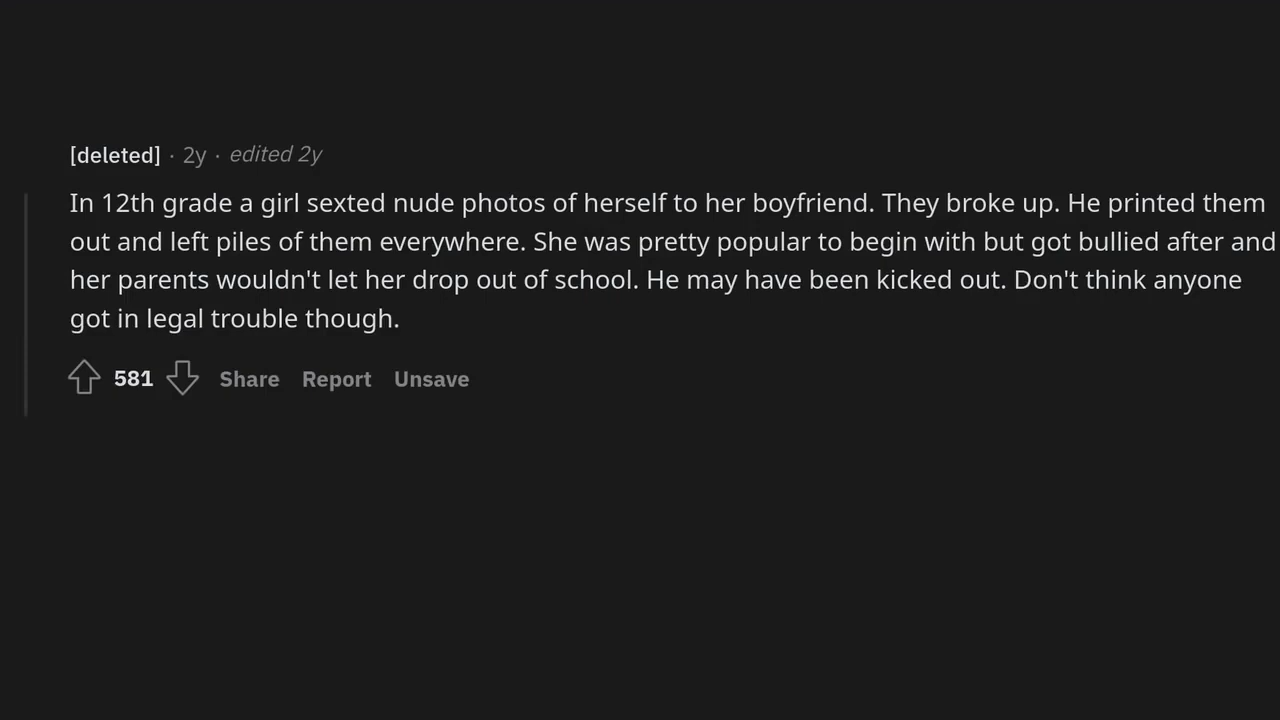 [deleted] · 2y · edited 2y
In 12th grade a girl sexted nude photos of herself to her boyfriend. They broke up. He printed them
out and left piles of them everywhere. She was pretty popular to begin with but got bullied after and
her parents wouldn't let her drop out of school. He may have been kicked out. Don't think anyone
got in legal trouble though.
581 Share Report Unsave